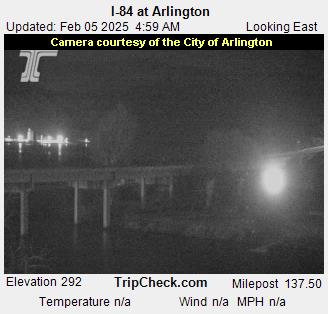 I-84 at Arlington
Updated: Feb 05 2025 4:59 AM Looking East
Camera courtesy of the City of Arlington
Elevation 292 TripCheck.com Milepost 137.50
Temperature n/a Wind n/a MPH n/a